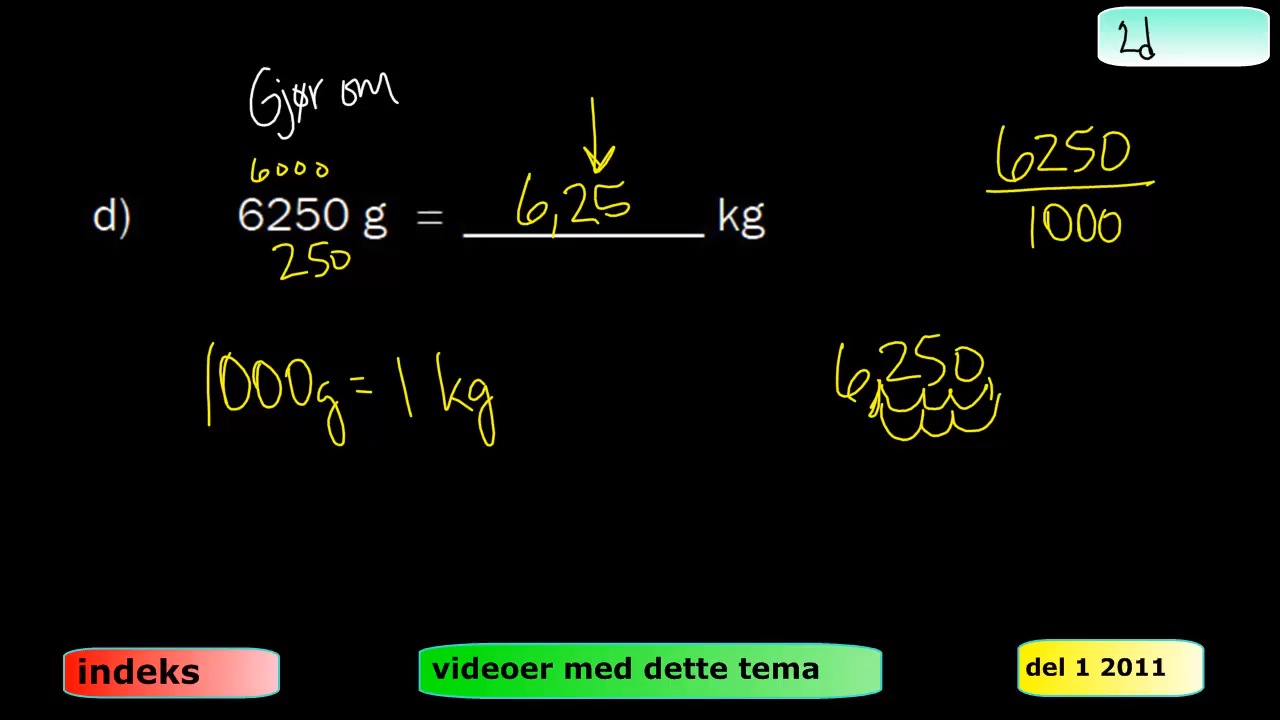 2d
Gjør om
6000
d) 6250 g = 6,25 kg
250
6250
1000
1000g = 1 kg
6,250,
indeks
videoer med dette tema
del 1 2011